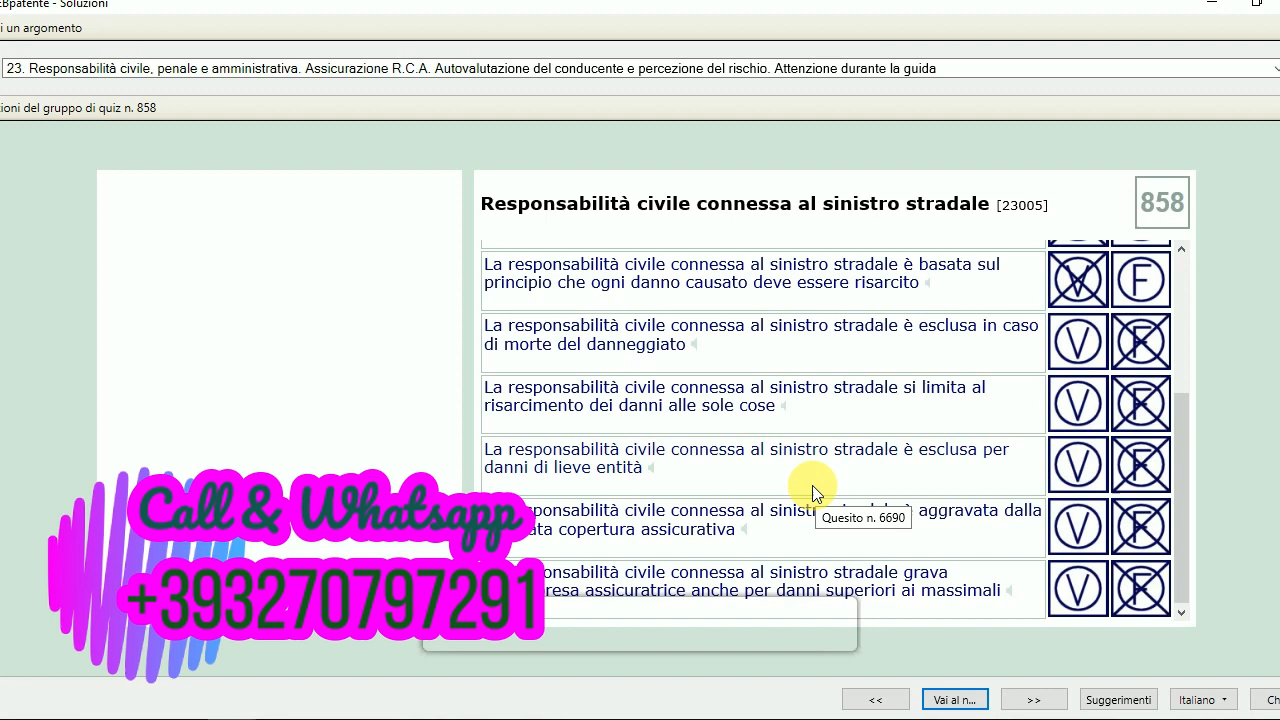 EBpatente - Soluzioni
i un argomento
23. Responsabilità civile, penale e amministrativa. Assicurazione R.C.A. Autovalutazione del conducente e percezione del rischio. Attenzione durante la guida
ioni del gruppo di quiz n. 858
Responsabilità civile connessa al sinistro stradale [23005]
858
La responsabilità civile connessa al sinistro stradale è basata sul
principio che ogni danno causato deve essere risarcito
V F
La responsabilità civile connessa al sinistro stradale è esclusa in caso
di morte del danneggiato
V F
La responsabilità civile connessa al sinistro stradale si limita al
risarcimento dei danni alle sole cose
V F
La responsabilità civile connessa al sinistro stradale è esclusa per
danni di lieve entità
V F
sponsabilità civile connessa al sinistro aggravata dalla
copertura assicurativa
V F
Quesito n. 6690
sponsabilità civile connessa al sinistro stradale grava
assicuratrice anche per danni superiori ai massimali
V F
Call & Whatsapp
+393270797291
<< Vai al n... >> Suggerimenti Italiano